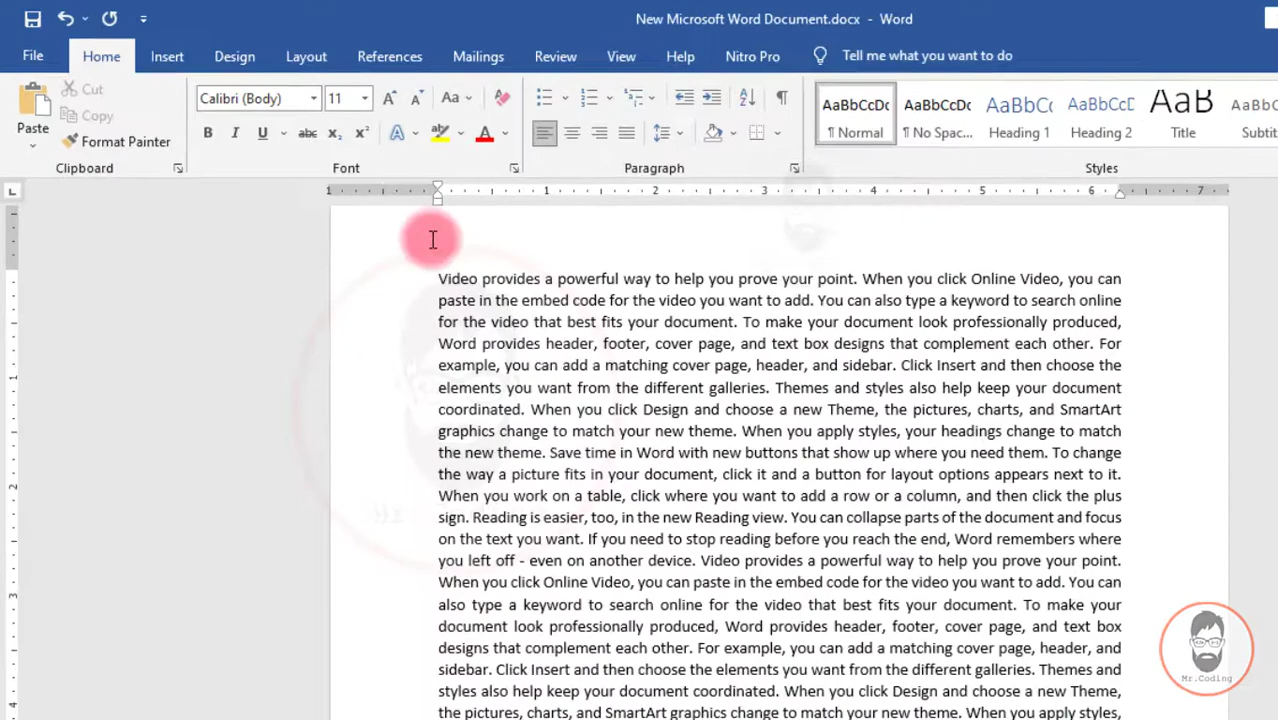 New Microsoft Word Document.docx - Word
File Home Insert Design Layout References Mailings Review View Help Nitro Pro Tell me what you want to do
Paste
Cut
Copy
Format Painter
Clipboard
Calibri (Body) 11
Font
Paragraph
AaBbCcDc ¶ Normal
AaBbCcDc ¶ No Spac...
AaBbCc Heading 1
AaBbCcD Heading 2
AaB Title
AaBbCc Subtit
Styles
1 1 2 3 4 5 6 7
Video provides a powerful way to help you prove your point. When you click Online Video, you can
paste in the embed code for the video you want to add. You can also type a keyword to search online
for the video that best fits your document. To make your document look professionally produced,
Word provides header, footer, cover page, and text box designs that complement each other. For
example, you can add a matching cover page, header, and sidebar. Click Insert and then choose the
elements you want from the different galleries. Themes and styles also help keep your document
coordinated. When you click Design and choose a new Theme, the pictures, charts, and SmartArt
graphics change to match your new theme. When you apply styles, your headings change to match
the new theme. Save time in Word with new buttons that show up where you need them. To change
the way a picture fits in your document, click it and a button for layout options appears next to it.
When you work on a table, click where you want to add a row or a column, and then click the plus
sign. Reading is easier, too, in the new Reading view. You can collapse parts of the document and focus
on the text you want. If you need to stop reading before you reach the end, Word remembers where
you left off - even on another device. Video provides a powerful way to help you prove your point.
When you click Online Video, you can paste in the embed code for the video you want to add. You can
also type a keyword to search online for the video that best fits your document. To make your
document look professionally produced, Word provides header, footer, cover page, and text box
designs that complement each other. For example, you can add a matching cover page, header, and
sidebar. Click Insert and then choose the elements you want from the different galleries. Themes and
styles also help keep your document coordinated. When you click Design and choose a new Theme,
the pictures, charts, and SmartArt graphics change to match your new theme. When you apply styles,
1
2
3
4
Mr.Coding